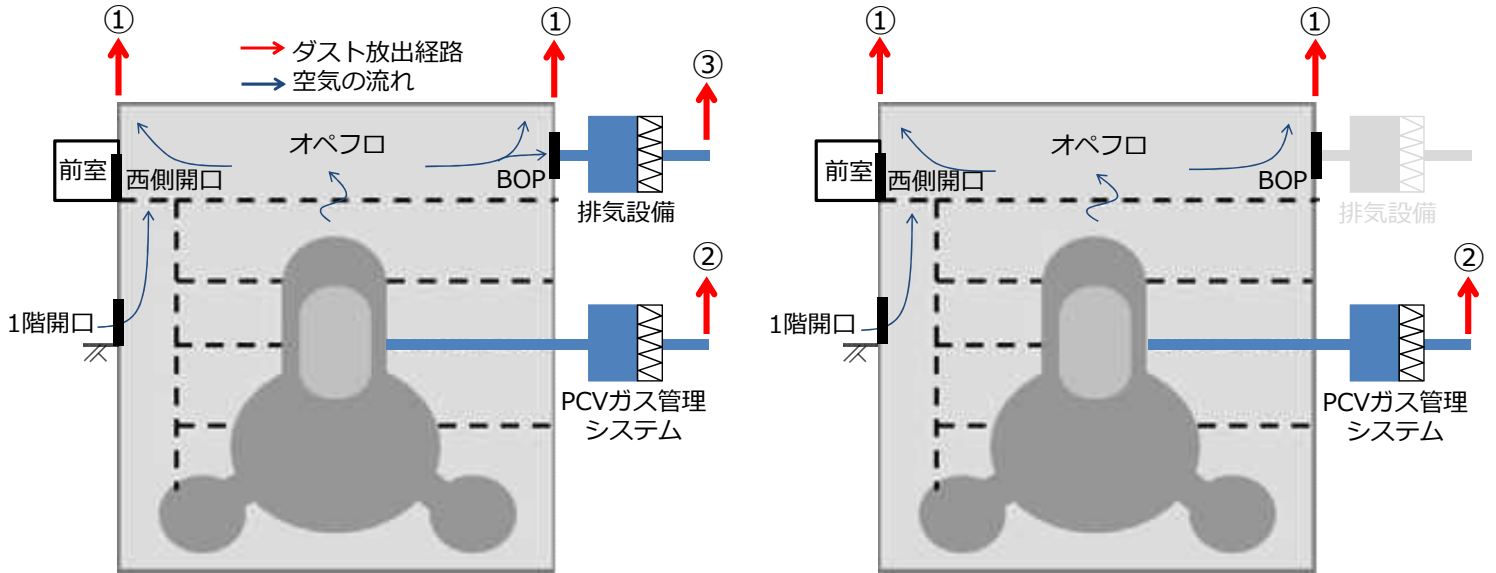 ①
①
ダスト放出経路
空気の流れ
③
オペフロ
前室
西側開口
BOP
排気設備
②
1階開口
PCVガス管理
システム
①
①
オペフロ
前室
西側開口
BOP
排気設備
②
1階開口
PCVガス管理
システム